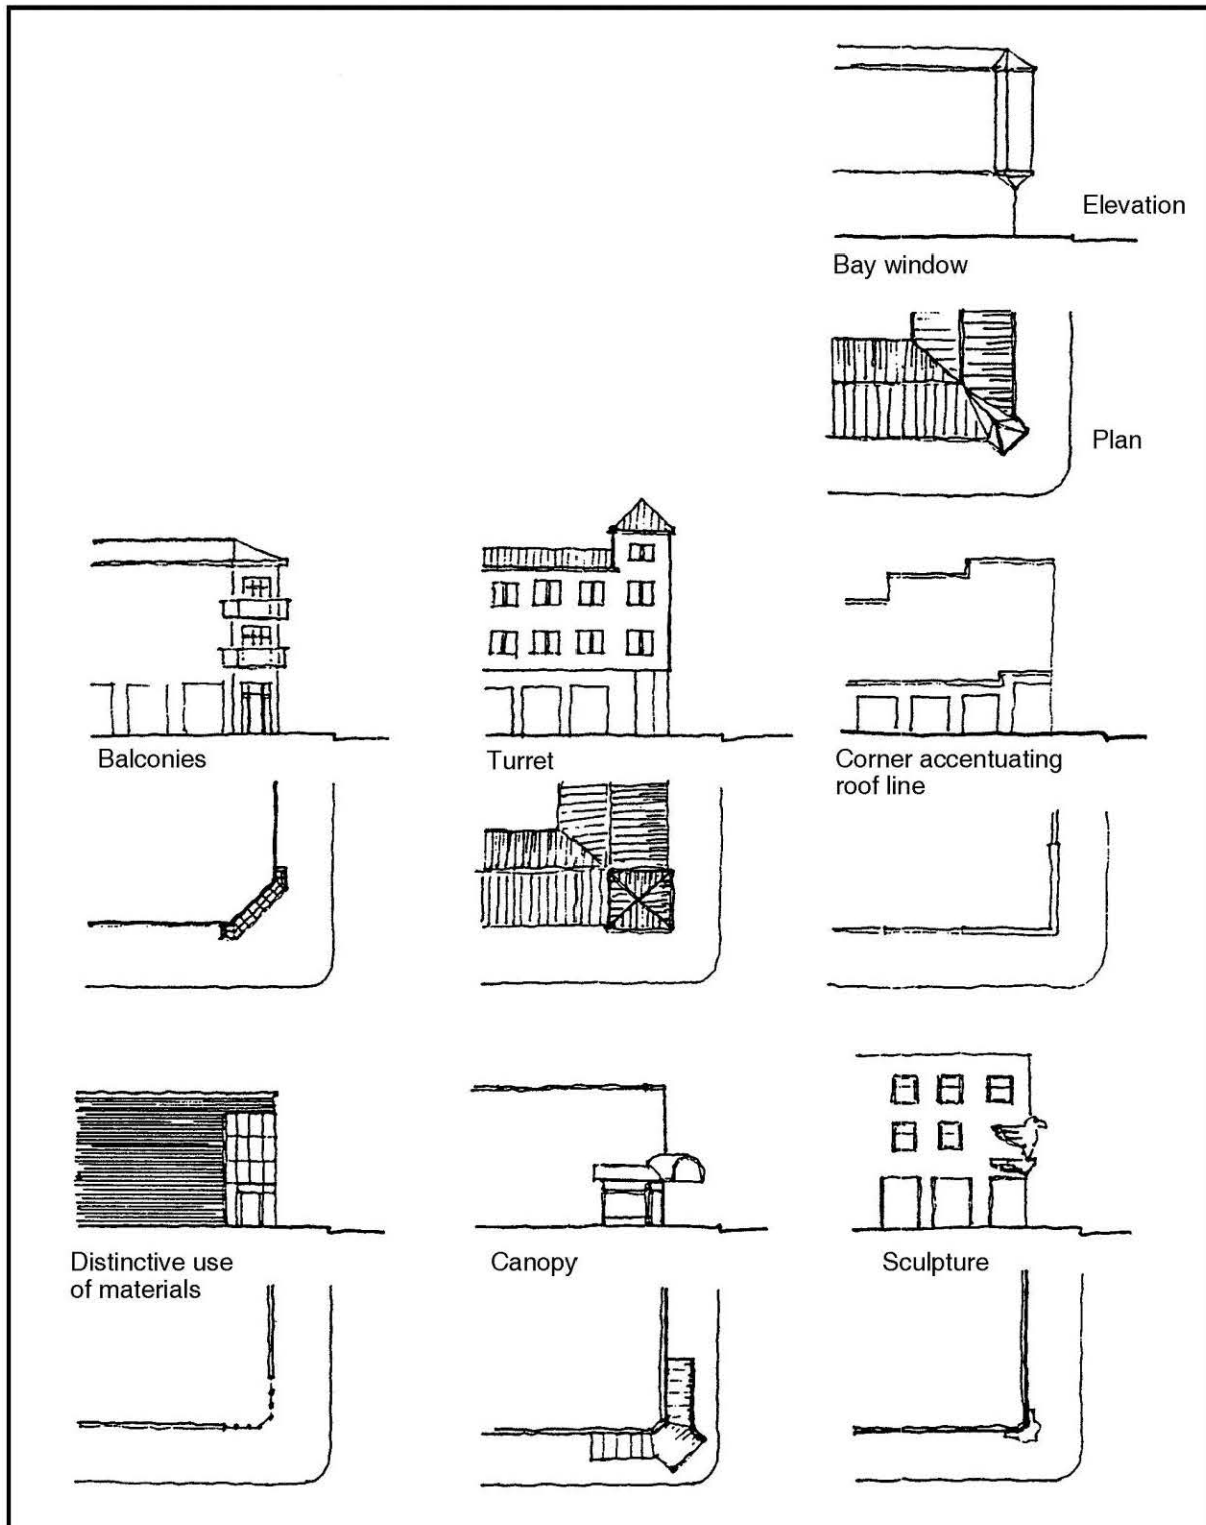 Elevation
Bay window
Plan
Balconies
Turret
Corner accentuating
roof line
Distinctive use
of materials
Canopy
Sculpture